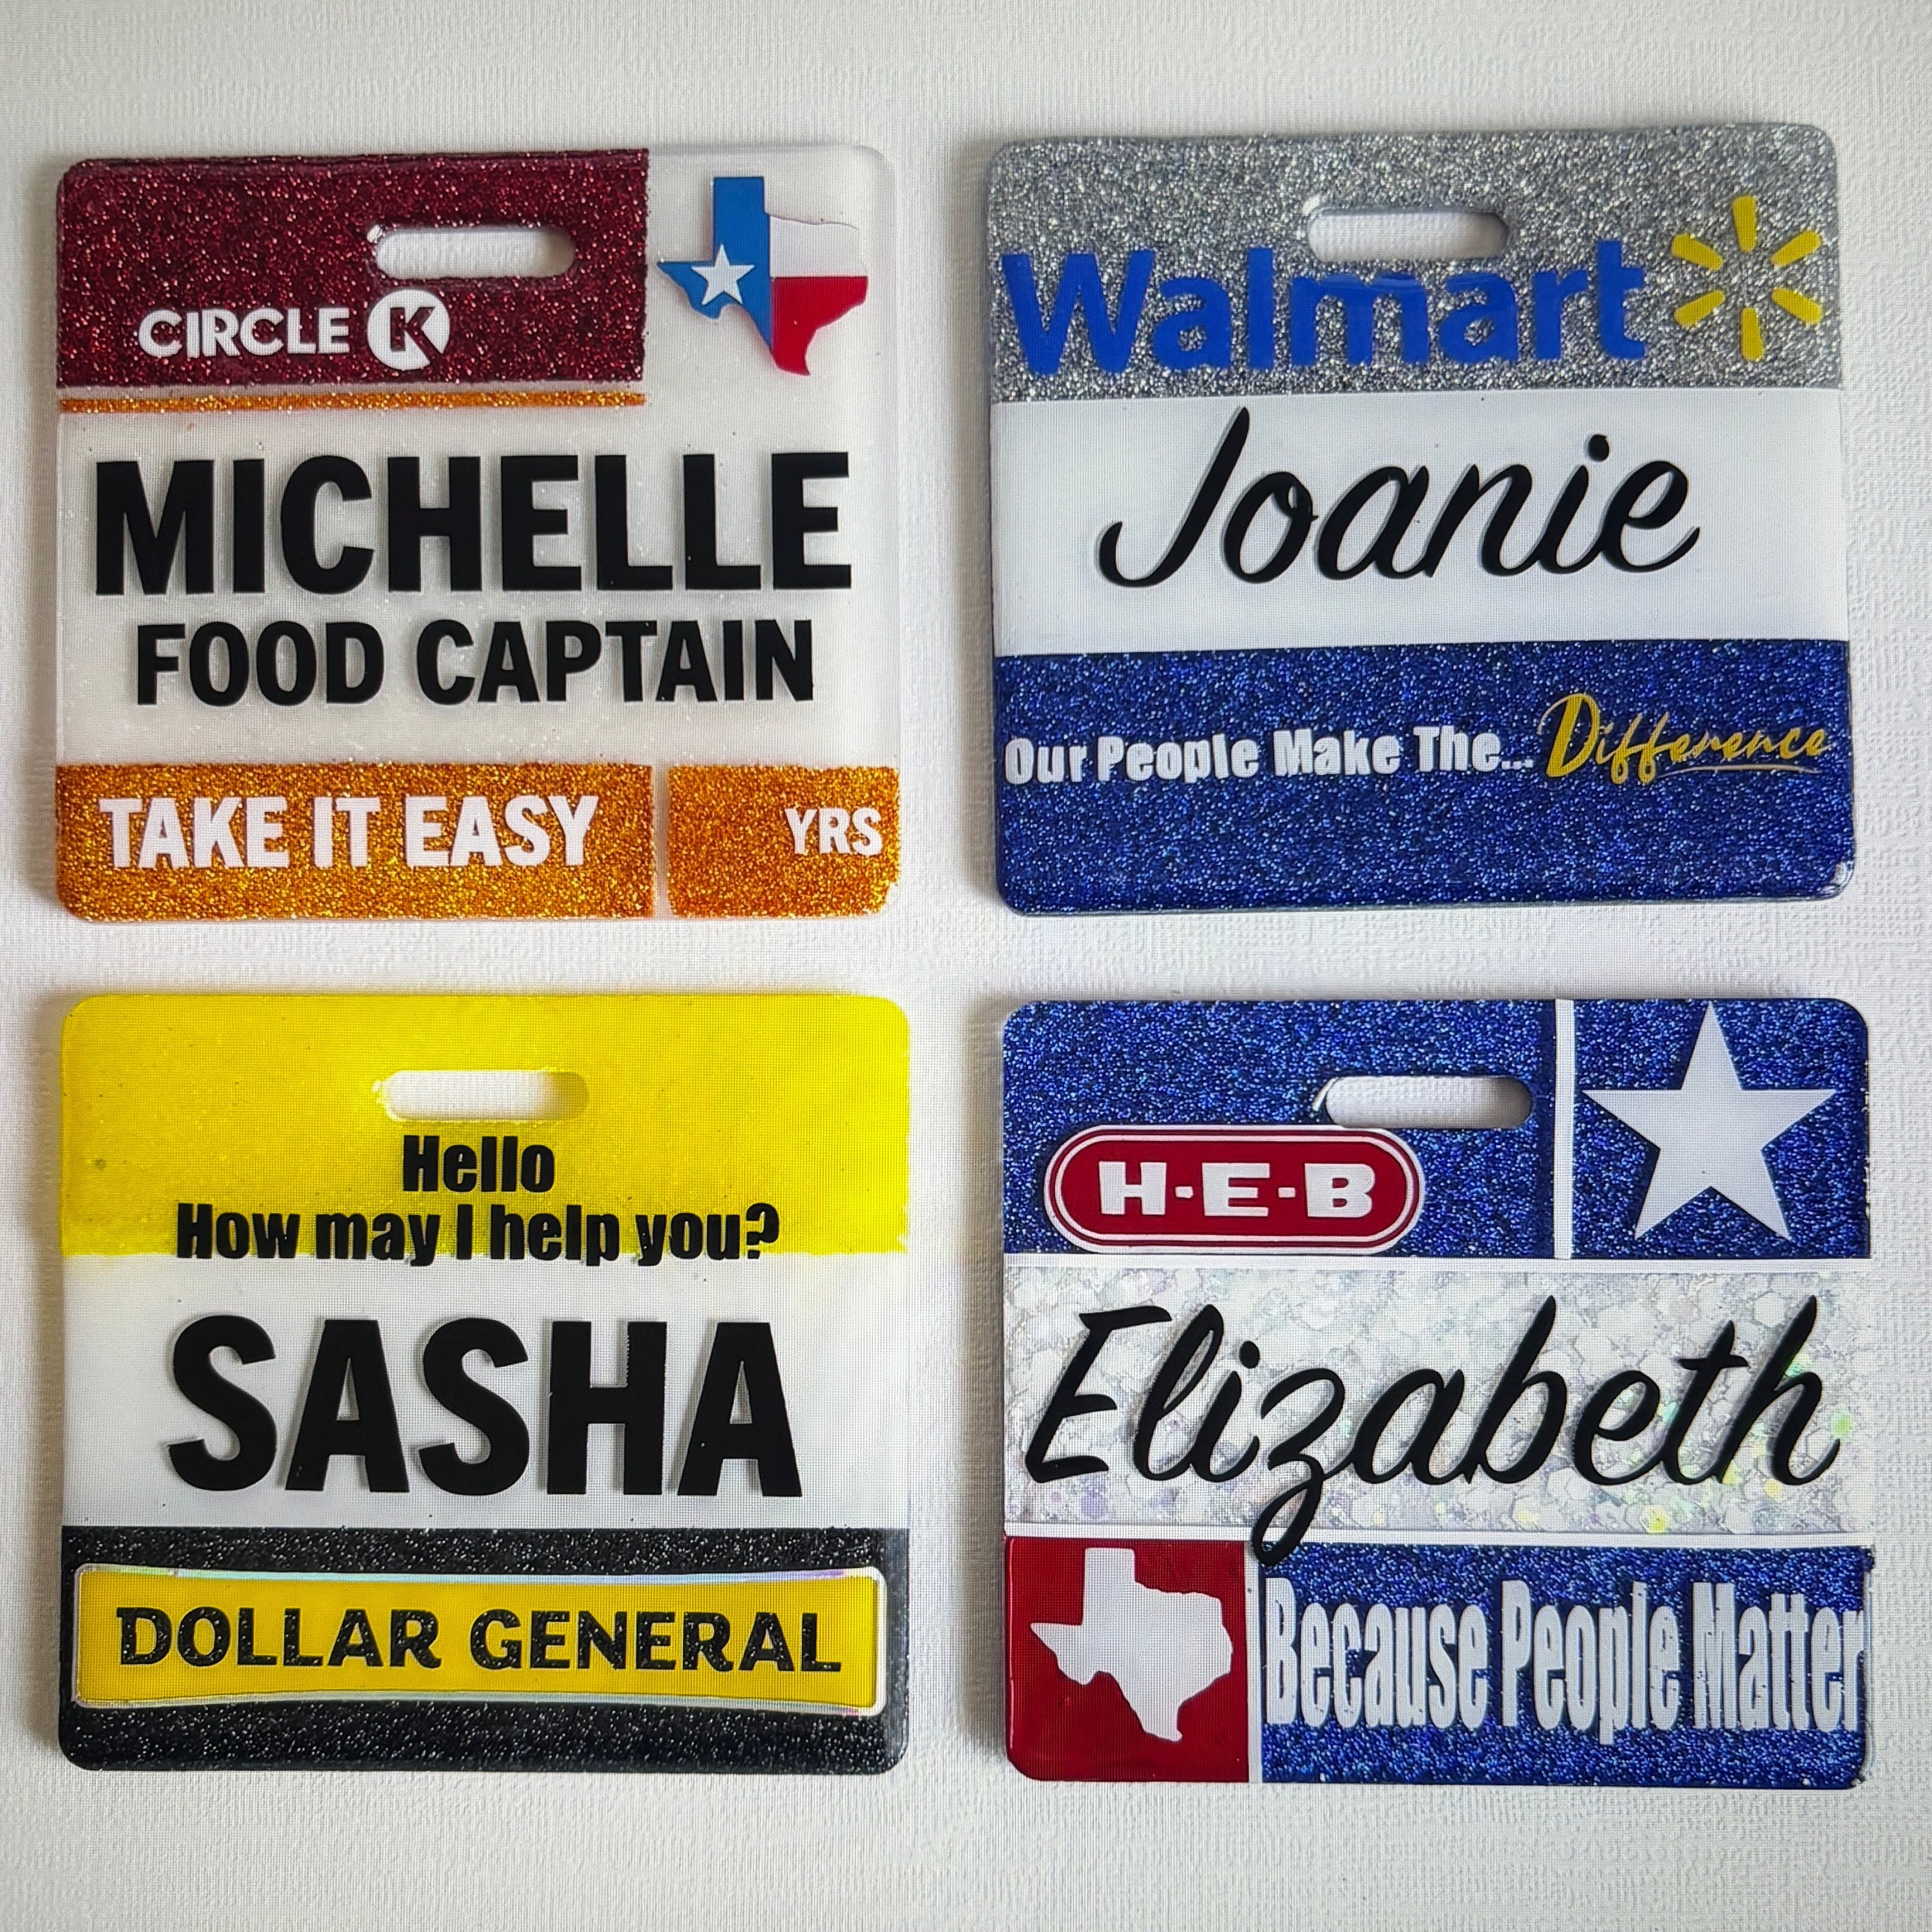 CIRCLE K
MICHELLE
FOOD CAPTAIN
TAKE IT EASY
YRS
Walmart
Joanie
Our People Make The... Difference
Hello
How may I help you?
SASHA
DOLLAR GENERAL
H-E-B
Elizabeth
Because People Matter